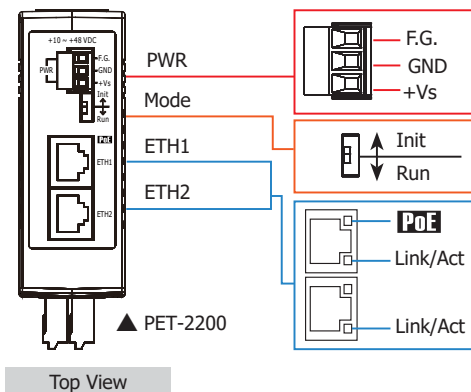 +10 ~ +48 VDC
F.G.
PWR
GND
+Vs
Init
Run
PoE
ETH1
ETH2
PWR
Mode
ETH1
ETH2
F.G.
GND
+Vs
Init
Run
PoE
Link/Act
Link/Act
▲ PET-2200
Top View